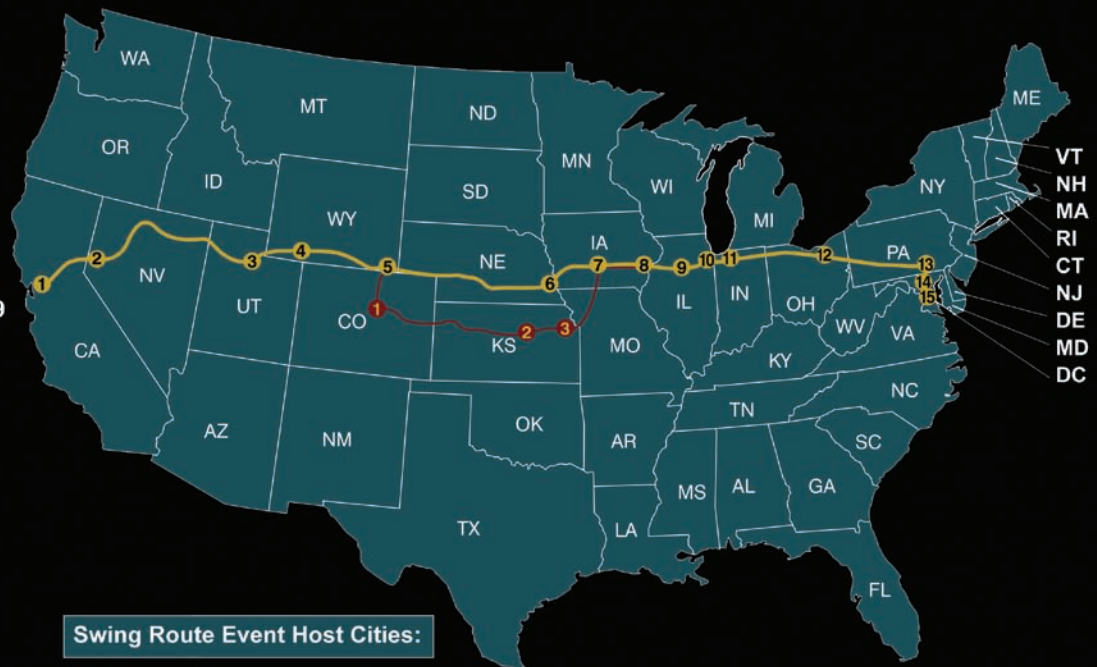 WA
MT
ND
MN
ME
OR
ID
SD
WI
MI
NY
VT
NH
MA
RI
CT
NJ
DE
MD
DC
WY
IA
NE
PA
NV
UT
CO
CA
KS
MO
IL
IN
OH
WV
VA
KY
NC
TN
AZ
NM
OK
AR
SC
MS
AL
GA
TX
LA
FL
1
2
3
4
5
6
7
8
9
10
11
12
13
14
15
1
2
3
9
Swing Route Event Host Cities: